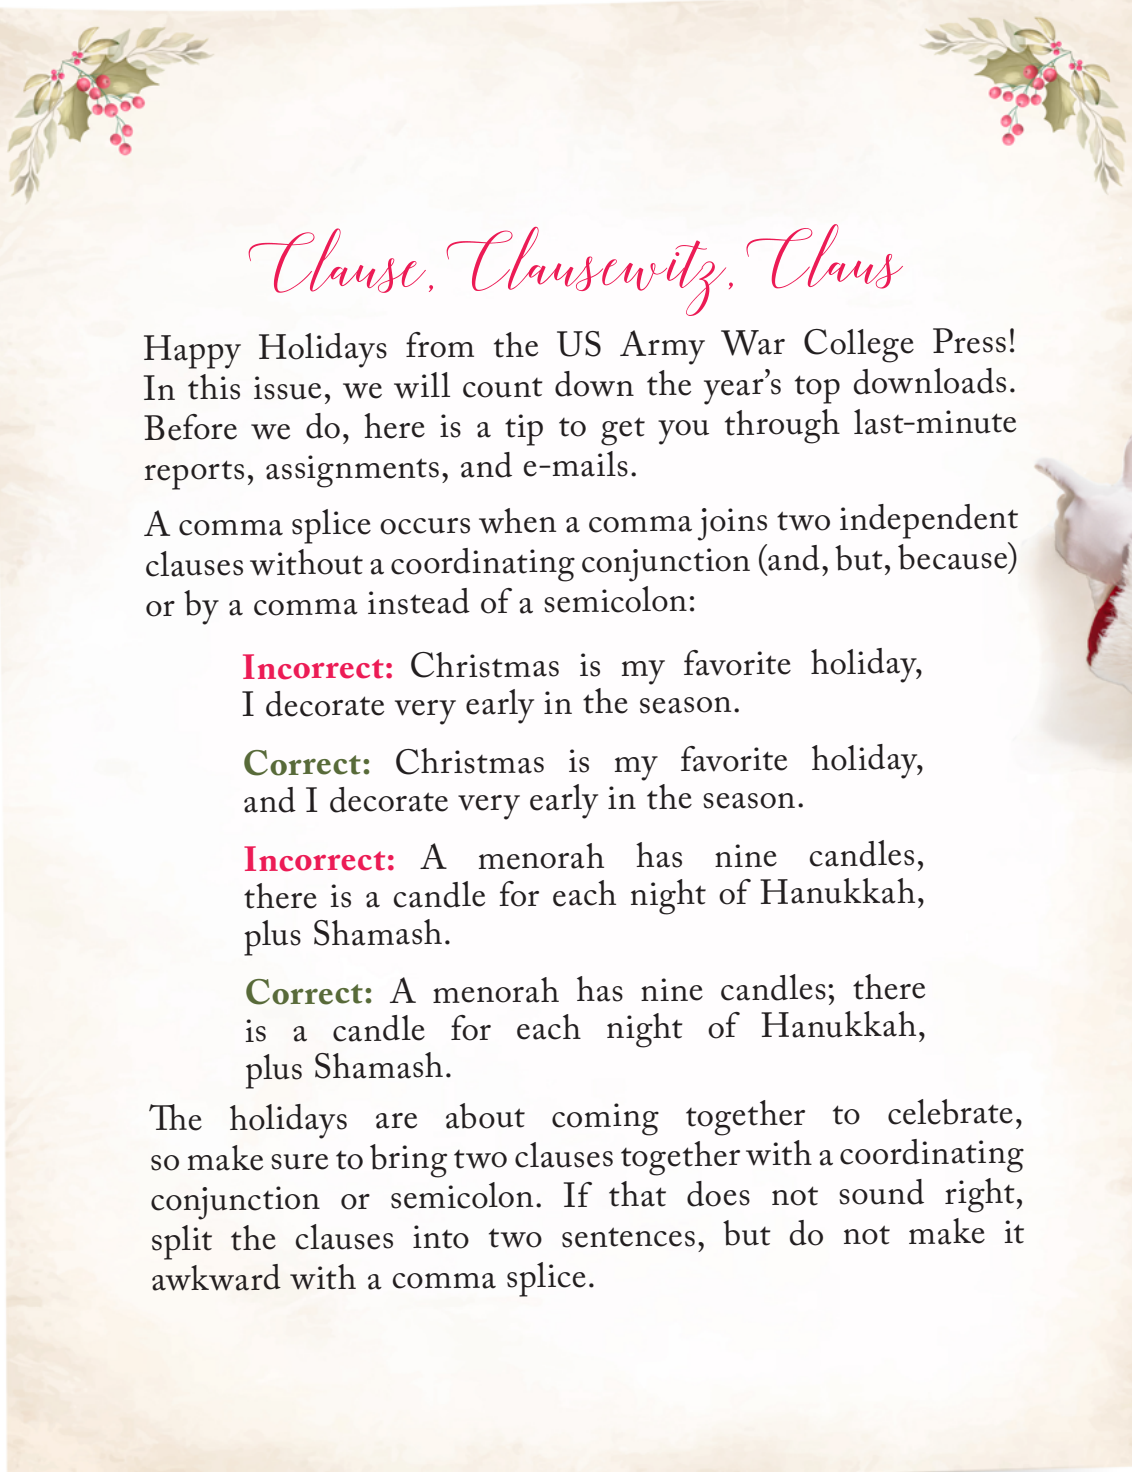 Clause, Clausewitz, Claus
Happy Holidays from the US Army War College Press!
In this issue, we will count down the year’s top downloads.
Before we do, here is a tip to get you through last-minute
reports, assignments, and e-mails.
A comma splice occurs when a comma joins two independent
clauses without a coordinating conjunction (and, but, because)
or by a comma instead of a semicolon:
Incorrect: Christmas is my favorite holiday,
I decorate very early in the season.
Correct: Christmas is my favorite holiday,
and I decorate very early in the season.
Incorrect: A menorah has nine candles,
there is a candle for each night of Hanukkah,
plus Shamash.
Correct: A menorah has nine candles; there
is a candle for each night of Hanukkah,
plus Shamash.
The holidays are about coming together to celebrate,
so make sure to bring two clauses together with a coordinating
conjunction or semicolon. If that does not sound right,
split the clauses into two sentences, but do not make it
awkward with a comma splice.